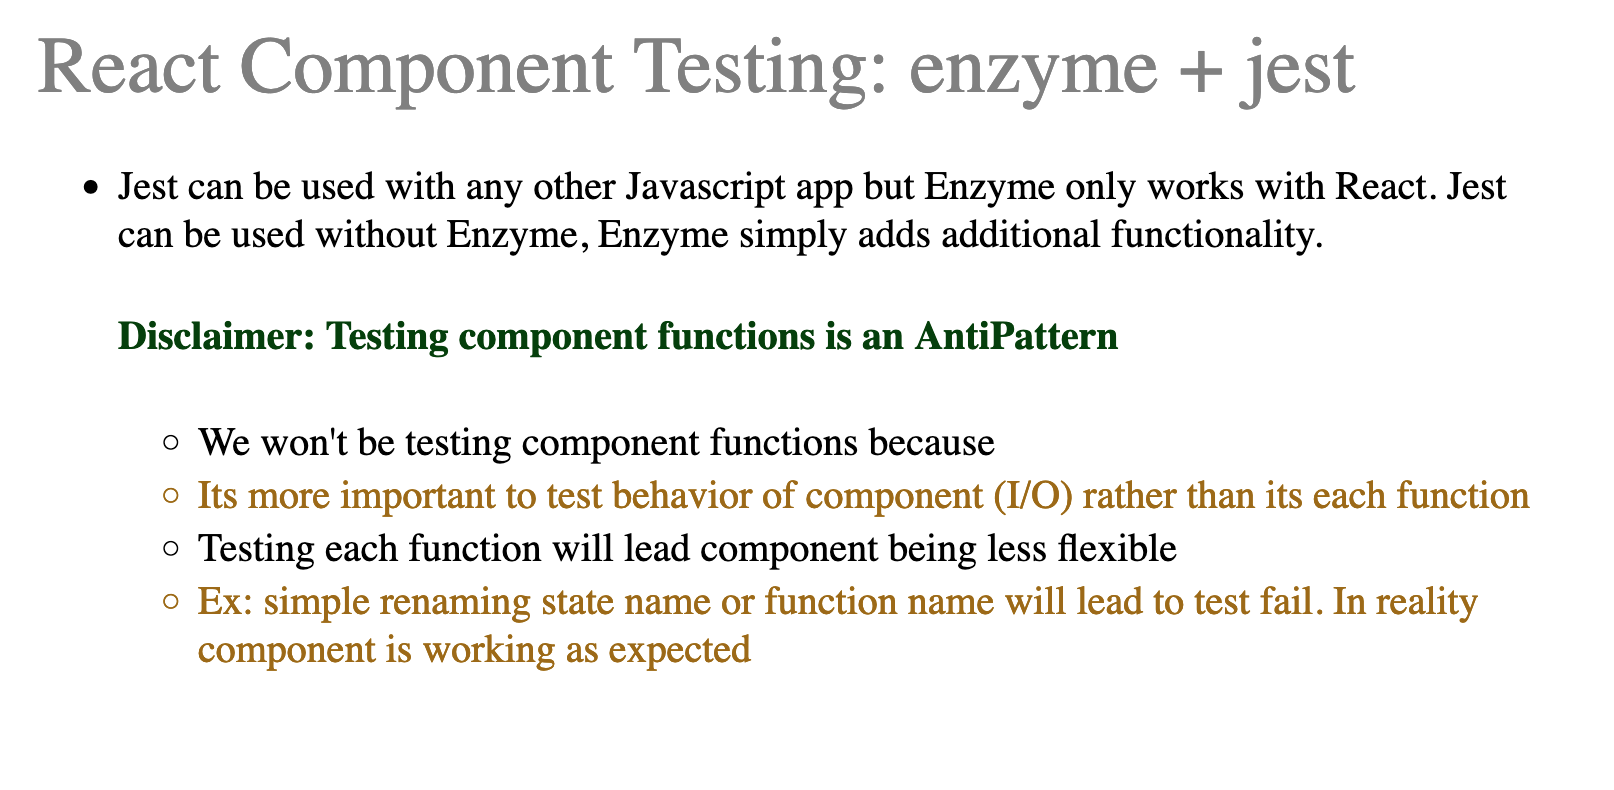 React Component Testing: enzyme + jest
Jest can be used with any other Javascript app but Enzyme only works with React. Jest
can be used without Enzyme, Enzyme simply adds additional functionality.
Disclaimer: Testing component functions is an AntiPattern
We won't be testing component functions because
Its more important to test behavior of component (I/O) rather than its each function
Testing each function will lead component being less flexible
Ex: simple renaming state name or function name will lead to test fail. In reality
component is working as expected